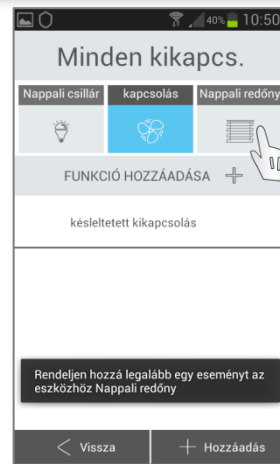 40% 10:50
Minden kikapcs.
Nappali csillár kapcsolás Nappali redőny
FUNKCIÓ HOZZÁADÁSA
késleltetett kikapcsolás
Rendeljen hozzá legalább egy eseményt az
eszközhöz Nappali redőny
Vissza Hozzáadás